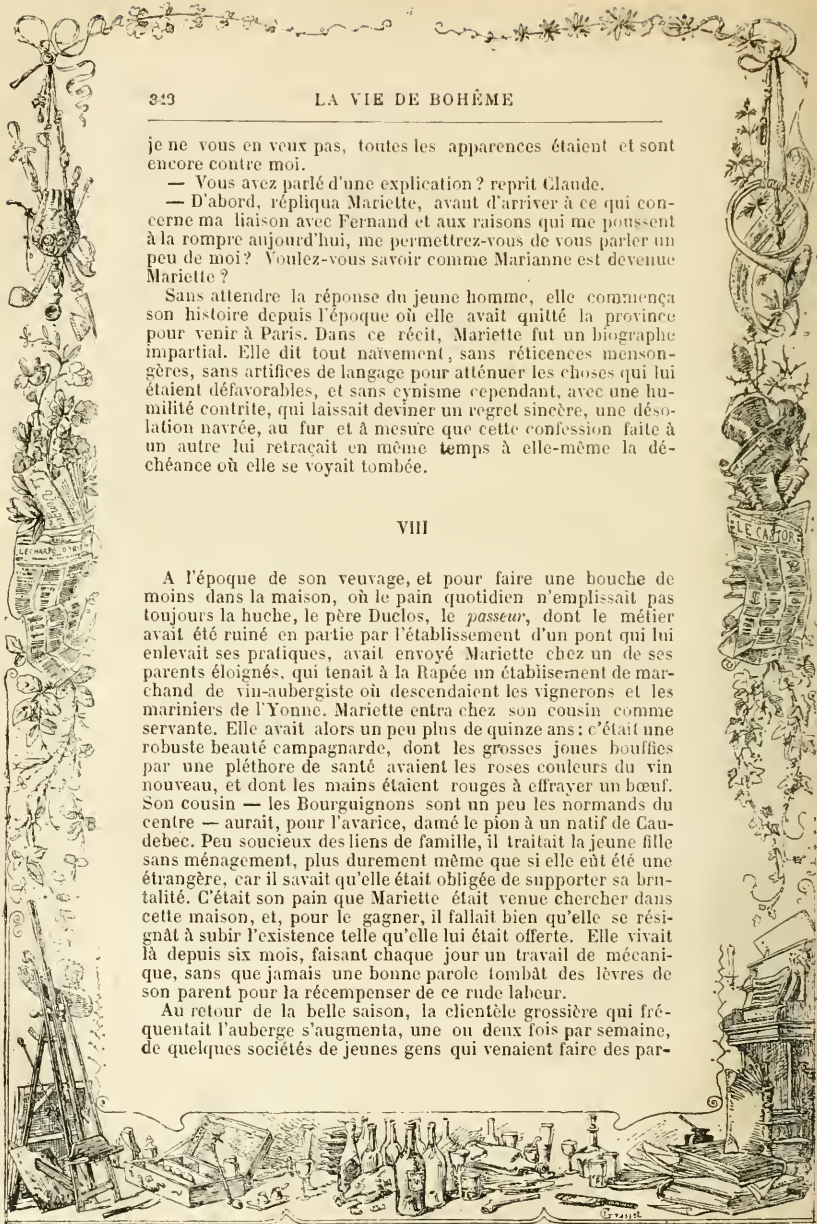 LA VIE DE BOHÊME
je ne vous en veux pas, toutes les apparences étaient et sont
encore contre moi.
— Vous avez parlé d'une explication ? reprit Claude.
— D'abord, répliqua Mariette, avant d'arriver à ce qui con-
cerne ma liaison avec Fernand et aux raisons qui me poussent
à la rompre aujourd'hui, me permettrez-vous de vous parler un
peu de moi ? Voulez-vous savoir comme Marianne est devenue
Mariette ?
Sans attendre la réponse du jeune homme, elle commença
son histoire depuis l'époque où elle avait quitté la province
pour venir à Paris. Dans ce récit, Mariette fut un biographe
impartial. Elle dit tout naïvement, sans réticences menson-
gères, sans artifices de langage pour atténuer les choses qui lui
étaient défavorables, et sans cynisme cependant, avec une hu-
milité contrite, qui laissait deviner un regret sincère, une déso-
lation navrée, au fur et à mesure que cette confession faite à
un autre lui retraçait en même temps à elle-même la dé-
chéance où elle se voyait tombée.
VIII
A l'époque de son veuvage, et pour faire une bouche de
moins dans la maison, où le pain quotidien n'emplissait pas
toujours la huche, le père Duclos, le passeur, dont le métier
avait été ruiné en partie par l'établissement d'un pont qui lui
enlevait ses pratiques, avait envoyé Mariette chez un de ses
parents éloignés, qui tenait à la Rapée un établisement de mar-
chand de vin-aubergiste où descendaient les vignerons et les
mariniers de l'Yonne. Mariette entra chez son cousin comme
servante. Elle avait alors un peu plus de quinze ans : c'était une
robuste beauté campagnarde, dont les grosses joues bouffies
par une pléthore de santé avaient les roses couleurs du vin
nouveau, et dont les mains étaient rouges à effrayer un bœuf.
Son cousin — les Bourguignons sont un peu les normands du
centre — aurait, pour l'avarice, damé le pion à un natif de Cau-
debec. Peu soucieux des liens de famille, il traitait la jeune fille
sans ménagement, plus durement même que si elle eût été une
étrangère, car il savait qu'elle était obligée de supporter sa bru-
talité. C'était son pain que Mariette était venue chercher dans
cette maison, et, pour le gagner, il fallait bien qu'elle se rési-
gnât à subir l'existence telle qu'elle lui était offerte. Elle vivait
là depuis six mois, faisant chaque jour un travail de mécani-
que, sans que jamais une bonne parole tombât des lèvres de
son parent pour la récempenser de ce rude labeur.
Au retour de la belle saison, la clientèle grossière qui fré-
quentait l'auberge s'augmenta, une ou deux fois par semaine,
de quelques sociétés de jeunes gens qui venaient faire des par-
LE CASTOR
Grasset